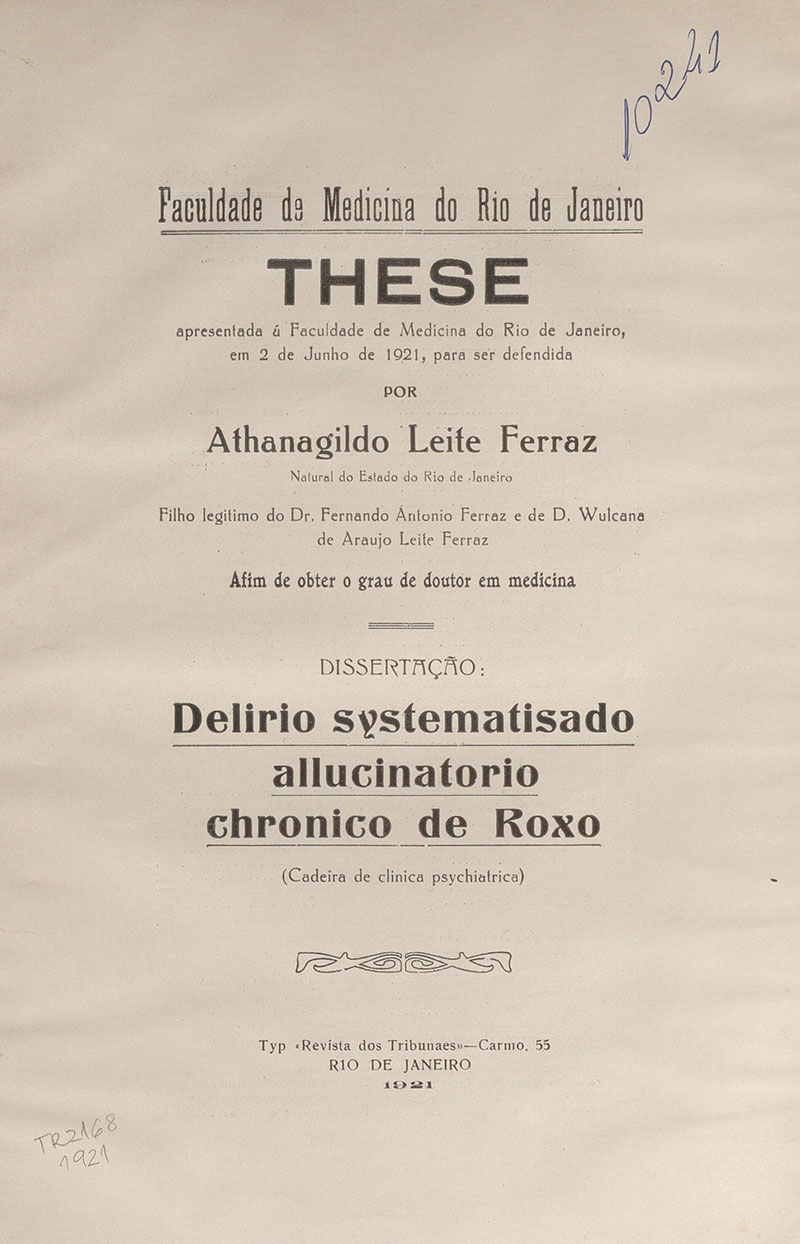 10241
Faculdade de Medicina do Rio de Janeiro
THESE
apresentada á Faculdade de Medicina do Rio de Janeiro,
em 2 de Junho de 1921, para ser defendida
POR
Athanagildo Leite Ferraz
Natural do Estado do Rio de Janeiro
Filho legitimo do Dr. Fernando Antonio Ferraz e de D. Wulcana
de Araujo Leite Ferraz
Afim de obter o grau de doutor em medicina
DISSERTAÇÃO:
Delirio systematisado
allucinatorio
chronico de Roxo
(Cadeira de clinica psychiatrica)
Typ «Revista dos Tribunaes»—Carmo, 55
RIO DE JANEIRO
1921
TR2168
1921